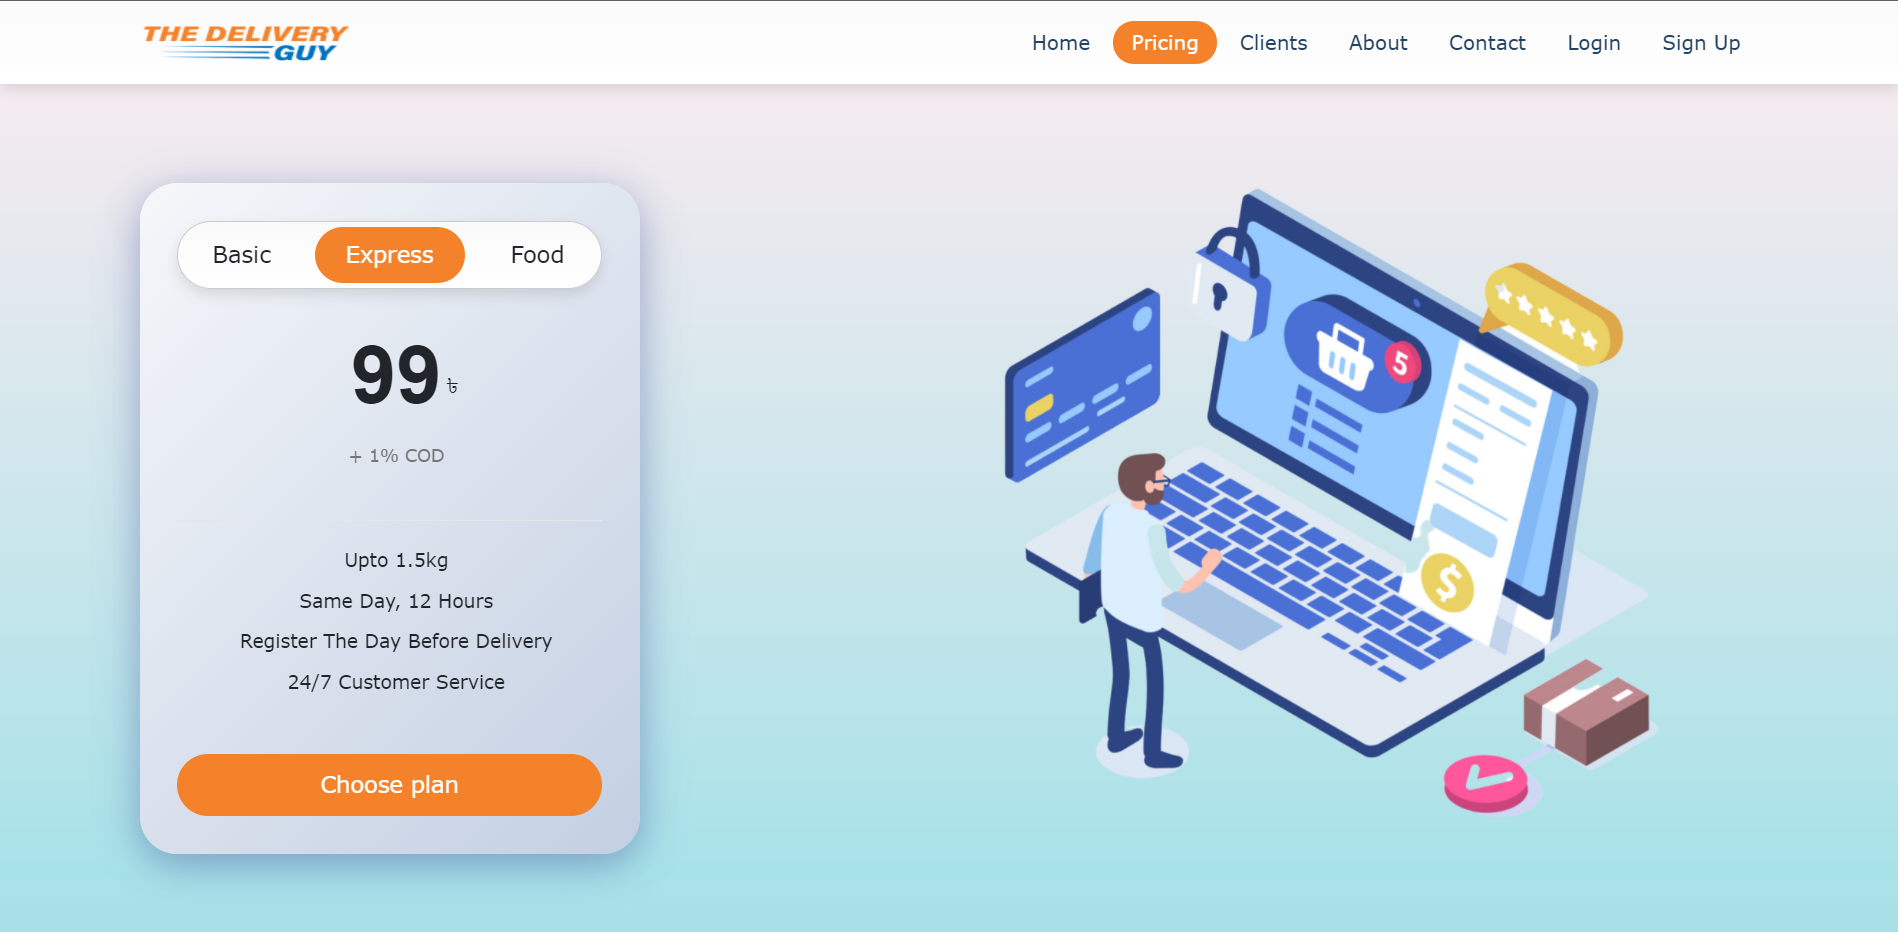 THE DELIVERY
GUY
Home Pricing Clients About Contact Login Sign Up
Basic Express Food
99 ৳
+ 1% COD
Upto 1.5kg
Same Day, 12 Hours
Register The Day Before Delivery
24/7 Customer Service
Choose plan
5
$